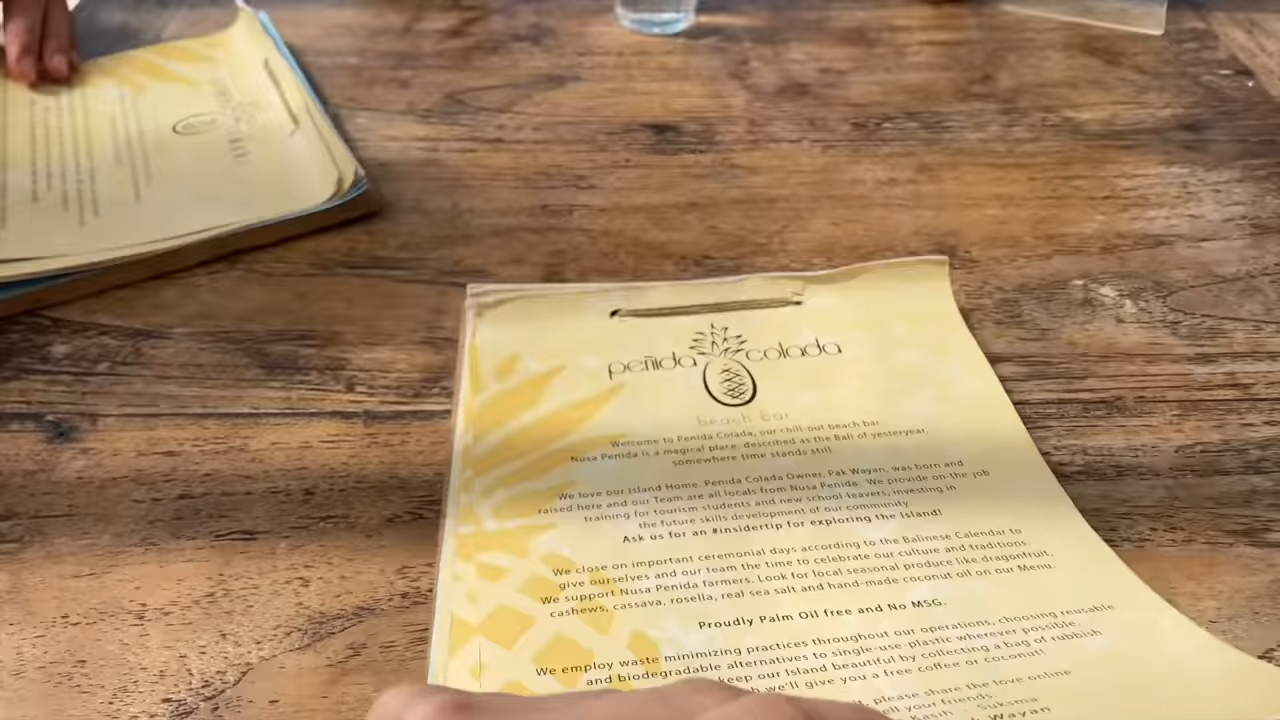 peñida colada
beach bar
Welcome to Penida Colada, our chill-out beach bar
Nusa Penida is a magical place, described as the Bali of yesteryear,
somewhere time stands still
We love our Island Home. Penida Colada Owner, Pak Wayan, was born and
raised here and our Team are all locals from Nusa Penida. We provide on-the-job
training for tourism students and new school leavers, investing in
the future skills development of our community
Ask us for an #insidertip for exploring the Island!
We close on important ceremonial days according to the Balinese Calendar to
give ourselves and our team the time to celebrate our culture and traditions.
We support Nusa Penida farmers. Look for local seasonal produce like dragonfruit,
cashews, cassava, rosella, real sea salt and hand-made coconut oil on our Menu.
Proudly Palm Oil free and No MSG.
We employ waste minimizing practices throughout our operations, choosing reusable
and biodegradable alternatives to single-use-plastic wherever possible.
keep our Island beautiful by collecting a bag of rubbish
we'll give you a free coffee or coconut!
please share the love online
your friends.
Kasih - Suksma
Wayan